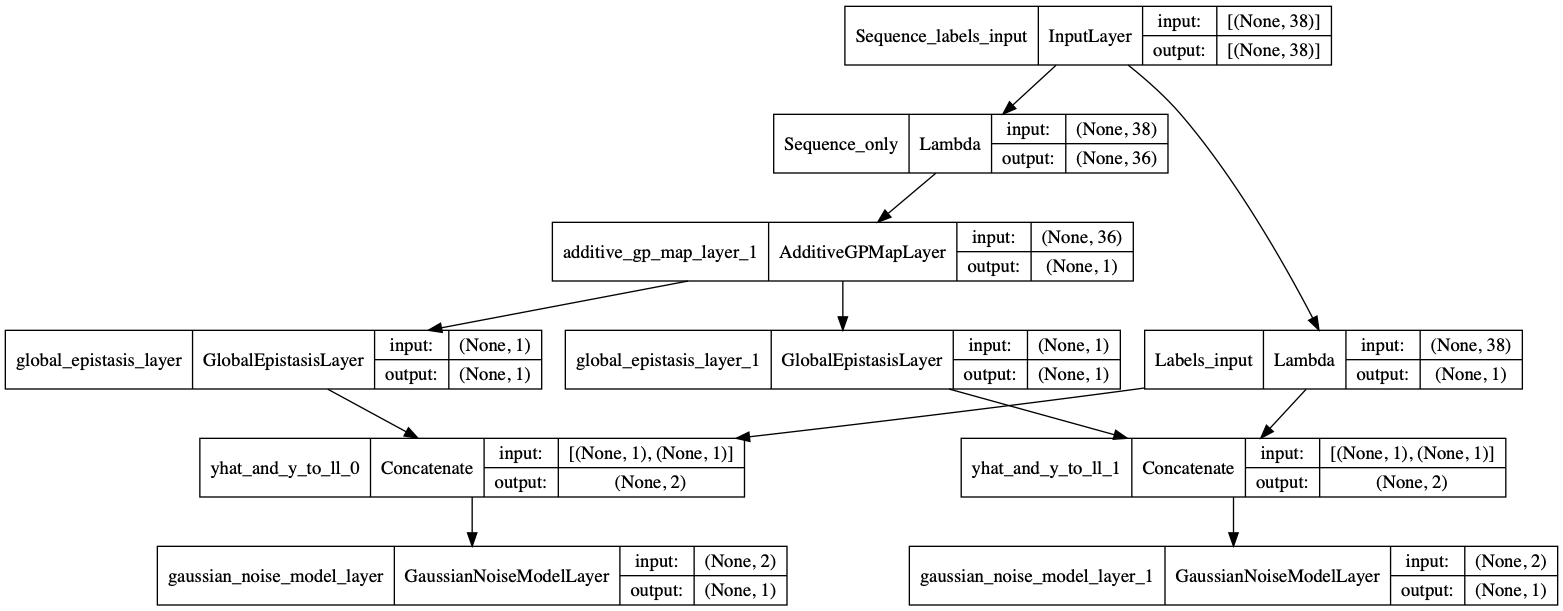 Sequence_labels_input InputLayer input: [(None, 38)]
output: [(None, 38)]
Sequence_only Lambda input: (None, 38)
output: (None, 36)
additive_gp_map_layer_1 AdditiveGPMapLayer input: (None, 36)
output: (None, 1)
global_epistasis_layer GlobalEpistasisLayer input: (None, 1)
output: (None, 1)
global_epistasis_layer_1 GlobalEpistasisLayer input: (None, 1)
output: (None, 1)
Labels_input Lambda input: (None, 38)
output: (None, 1)
yhat_and_y_to_ll_0 Concatenate input: [(None, 1), (None, 1)]
output: (None, 2)
yhat_and_y_to_ll_1 Concatenate input: [(None, 1), (None, 1)]
output: (None, 2)
gaussian_noise_model_layer GaussianNoiseModelLayer input: (None, 2)
output: (None, 1)
gaussian_noise_model_layer_1 GaussianNoiseModelLayer input: (None, 2)
output: (None, 1)